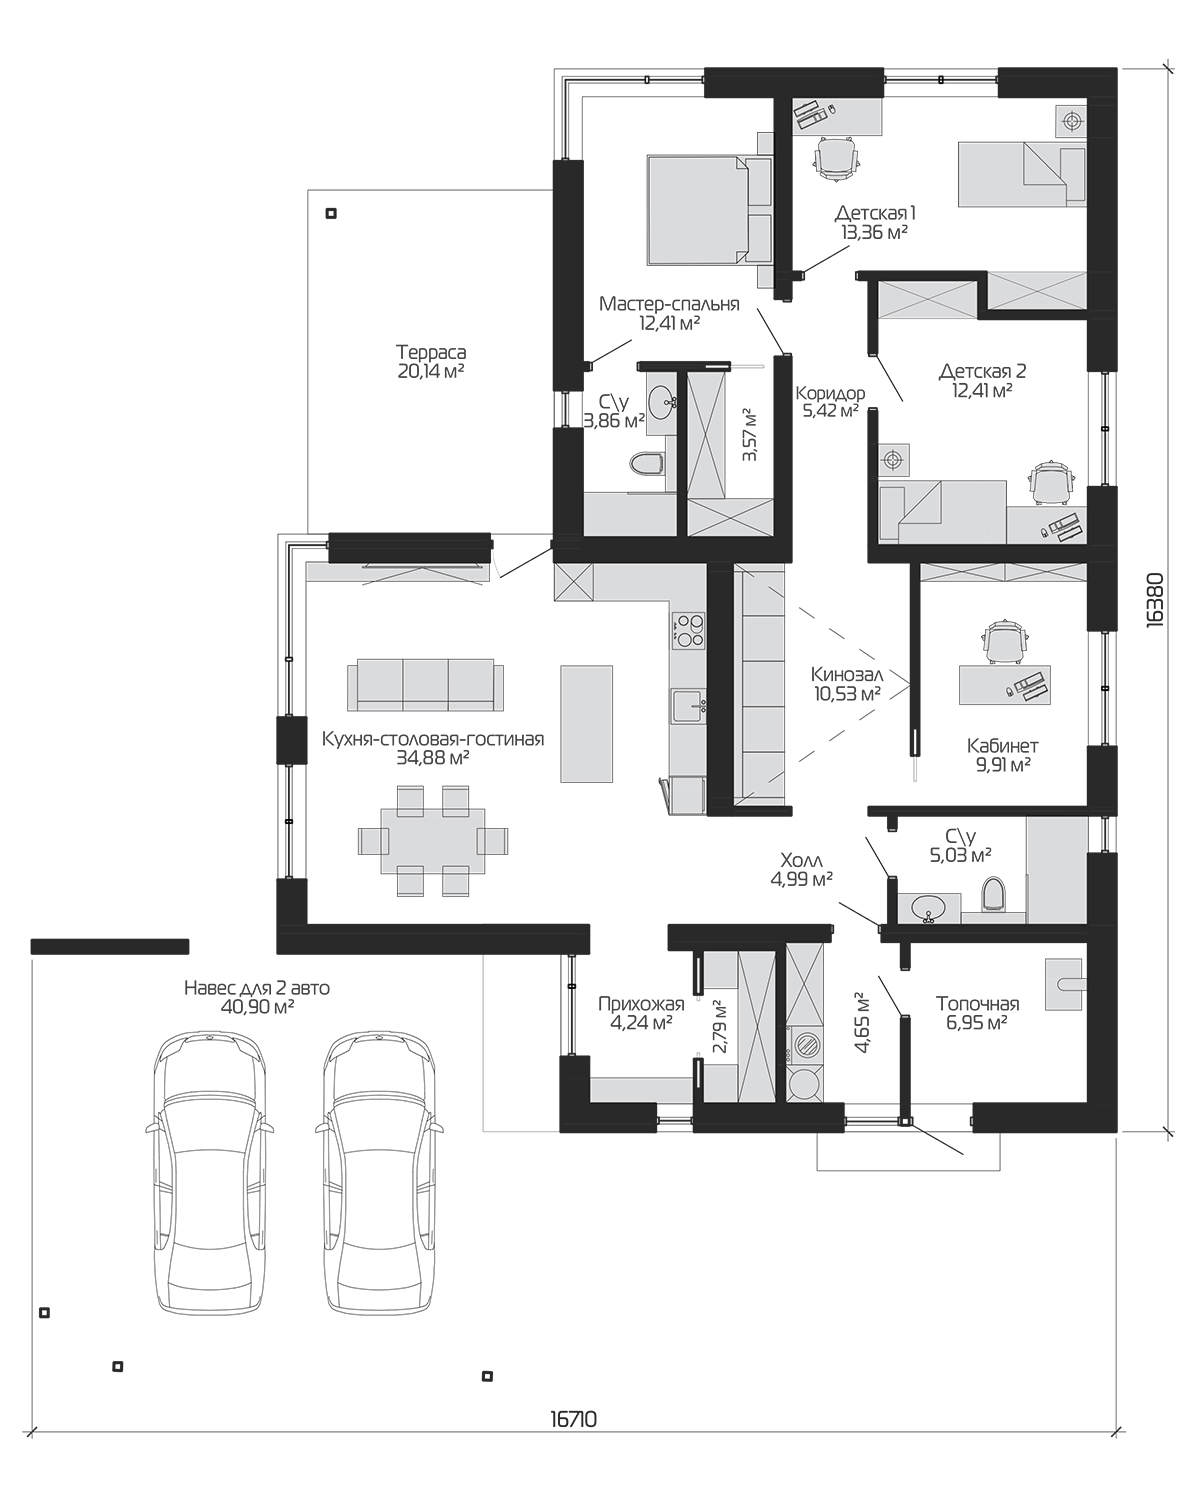 Детская 1
13,36 м²
Мастер-спальня
12,41 м²
Терраса
20,14 м²
Детская 2
12,41 м²
Коридор
5,42 м²
С\у
3,86 м²
3,57 м²
16380
Кинозал
10,53 м²
Кухня-столовая-гостиная
34,88 м²
Кабинет
9,91 м²
С\у
5,03 м²
Холл
4,99 м²
Навес для 2 авто
40,90 м²
Прихожая
4,24 м²
2,79 м²
4,65 м²
Топочная
6,95 м²
16710